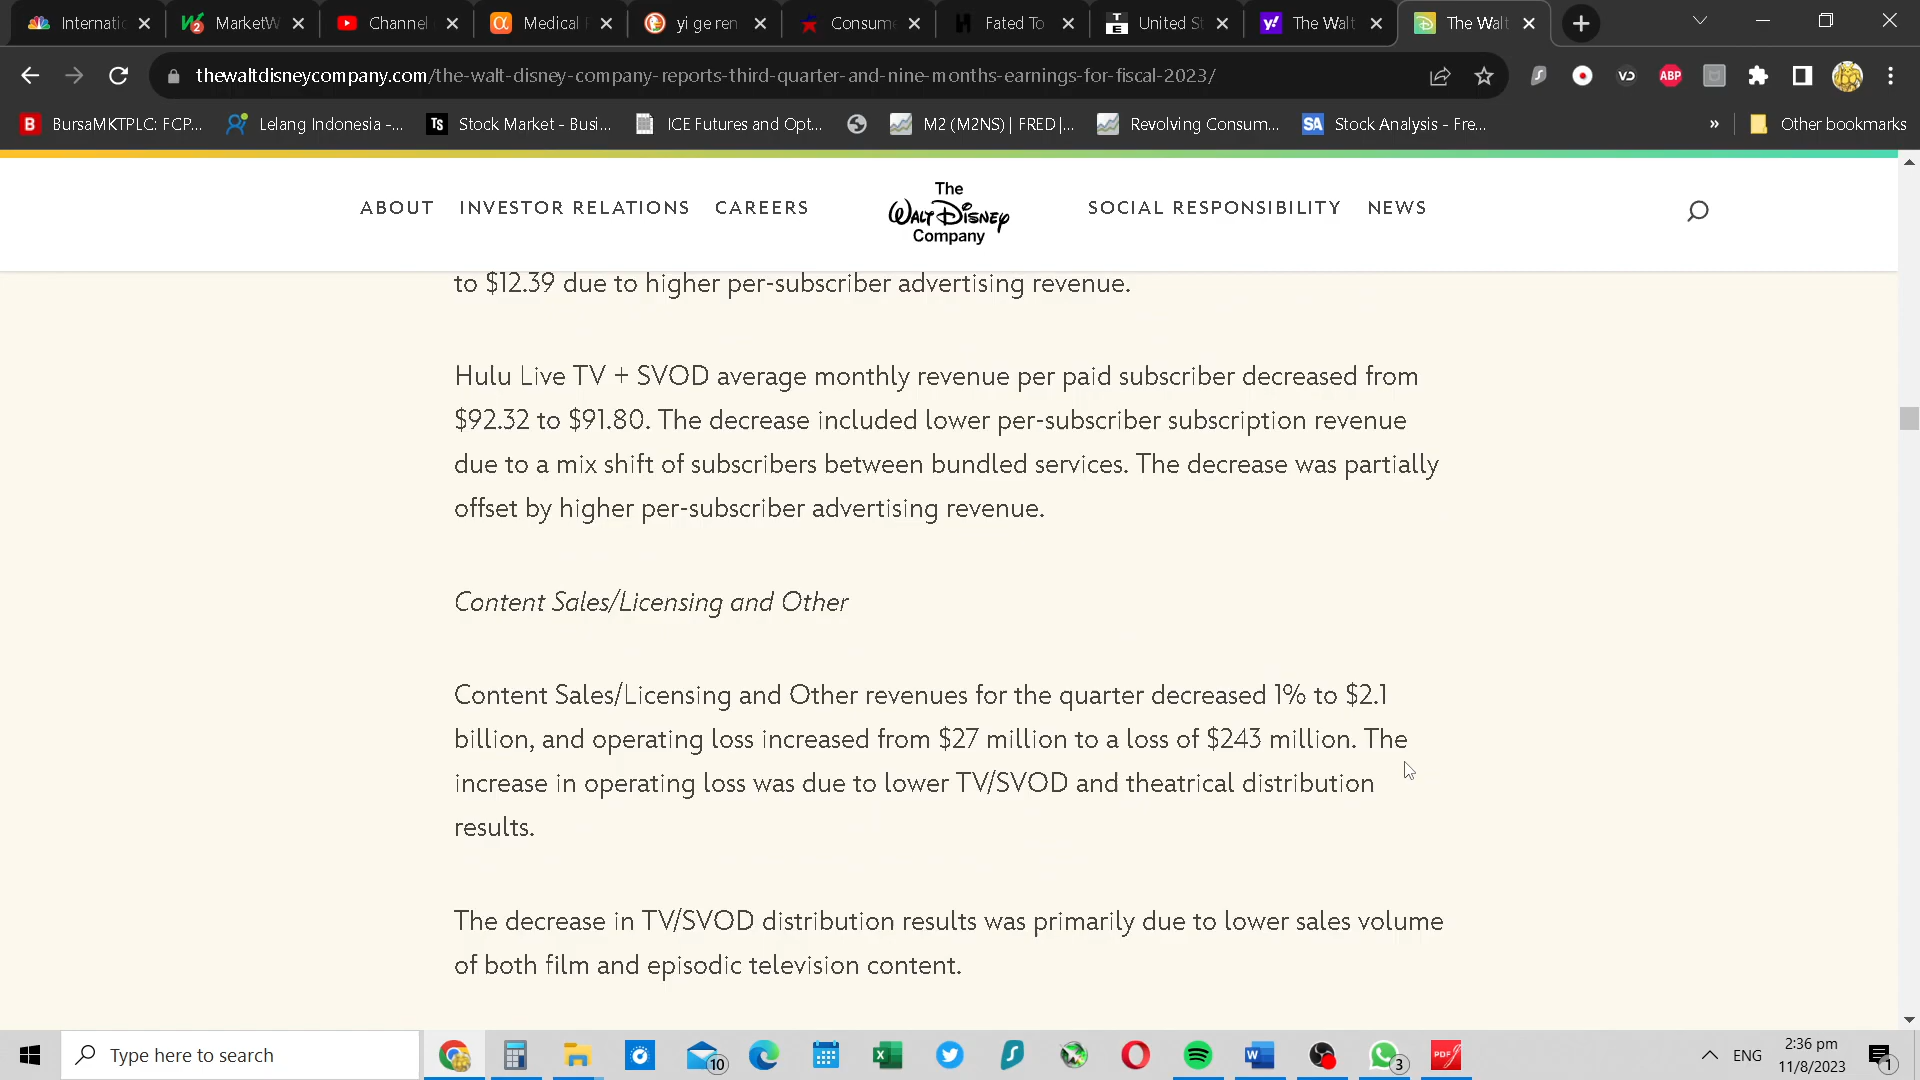 Internatio
MarketW
Channel
Medical
yi ge ren
Consume
Fated To
United St
The Walt
The Walt
thewaltdisneycompany.com/the-walt-disney-company-reports-third-quarter-and-nine-months-earnings-for-fiscal-2023/
BursaMKTPLC: FCP...
Lelang Indonesia -...
TS Stock Market - Busi...
ICE Futures and Opt...
M2 (M2NS) | FRED |...
Revolving Consum...
SA Stock Analysis - Fre...
»
Other bookmarks
ABOUT INVESTOR RELATIONS CAREERS
The
Walt Disney
Company
SOCIAL RESPONSIBILITY NEWS
to $12.39 due to higher per-subscriber advertising revenue.
Hulu Live TV + SVOD average monthly revenue per paid subscriber decreased from
$92.32 to $91.80. The decrease included lower per-subscriber subscription revenue
due to a mix shift of subscribers between bundled services. The decrease was partially
offset by higher per-subscriber advertising revenue.
Content Sales/Licensing and Other
Content Sales/Licensing and Other revenues for the quarter decreased 1% to $2.1
billion, and operating loss increased from $27 million to a loss of $243 million. The
increase in operating loss was due to lower TV/SVOD and theatrical distribution
results.
The decrease in TV/SVOD distribution results was primarily due to lower sales volume
of both film and episodic television content.
Type here to search
10
3
PDF
ENG
2:36 pm
11/8/2023
1